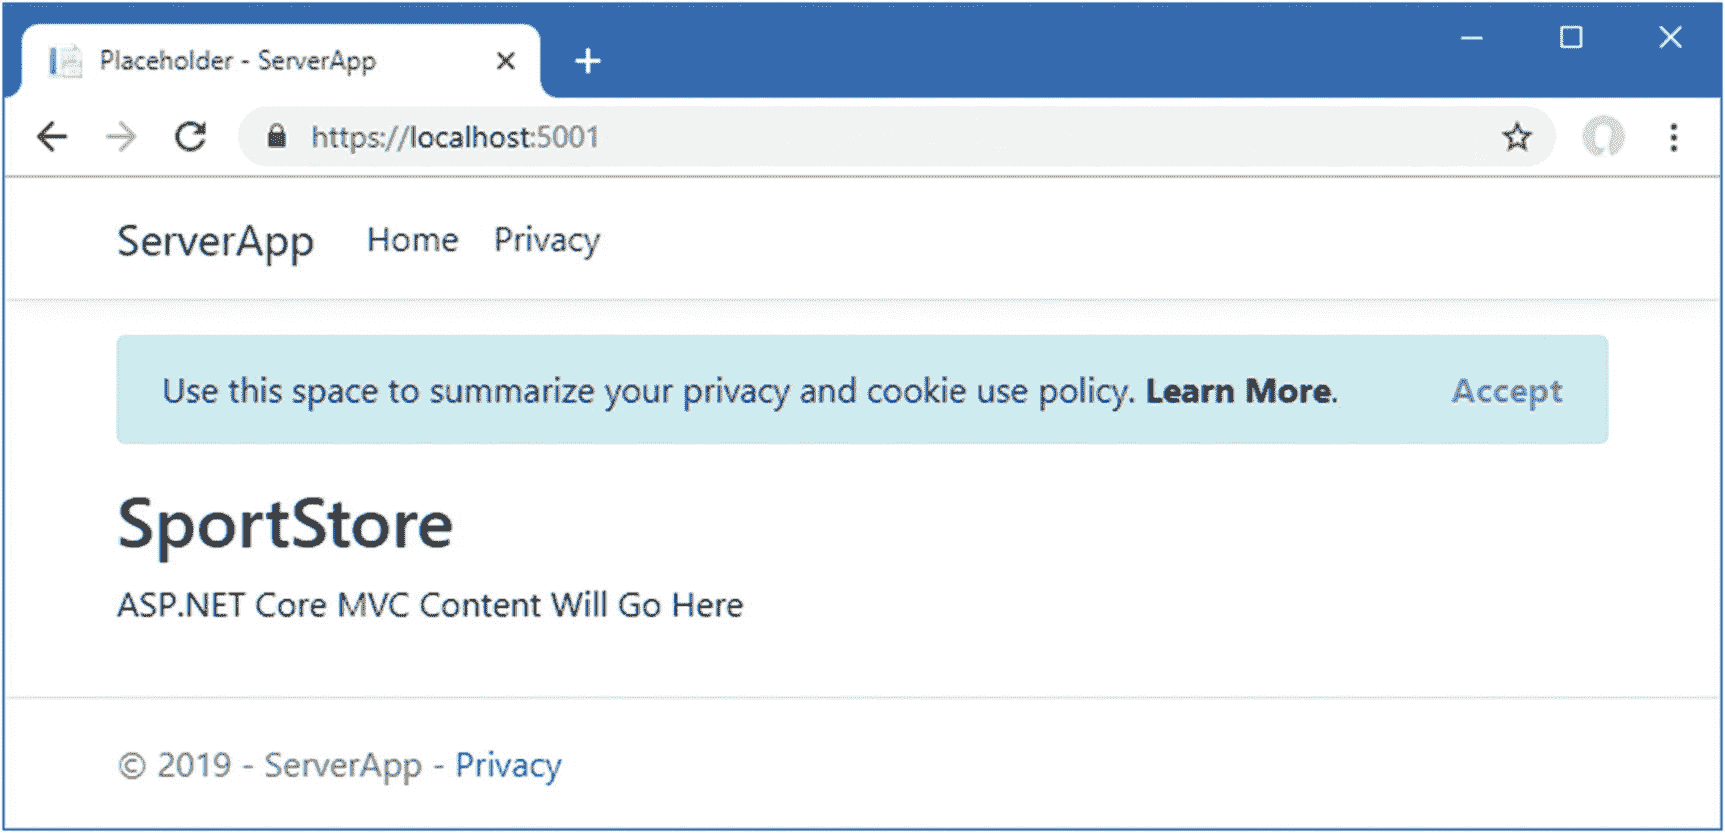 Placeholder - ServerApp
https://localhost:5001
ServerApp Home Privacy
Use this space to summarize your privacy and cookie use policy. Learn More. Accept
SportStore
ASP.NET Core MVC Content Will Go Here
© 2019 - ServerApp - Privacy